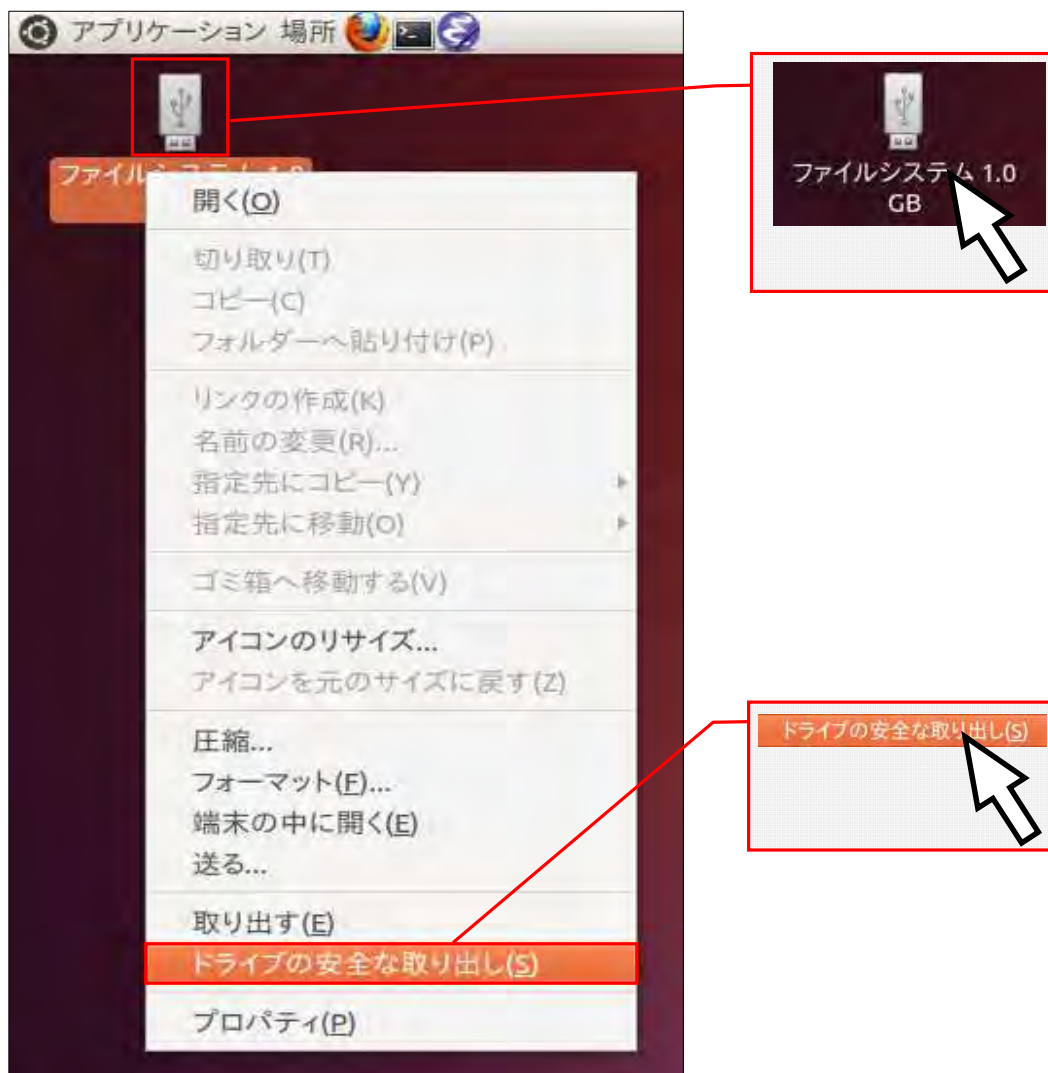 アプリケーション 場所
ファイルシステム 1.0
GB
開く(O)
切り取り(T)
コピー(C)
フォルダーへ貼り付け(P)
リンクの作成(K)
名前の変更(R)...
指定先にコピー(Y)
指定先に移動(O)
ゴミ箱へ移動する(V)
アイコンのリサイズ...
アイコンを元のサイズに戻す(Z)
圧縮...
フォーマット(F)...
端末の中に開く(E)
送る...
取り出す(E)
ドライブの安全な取り出し(S)
プロパティ(P)
ファイルシステム 1.0
GB
ドライブの安全な取り出し(S)